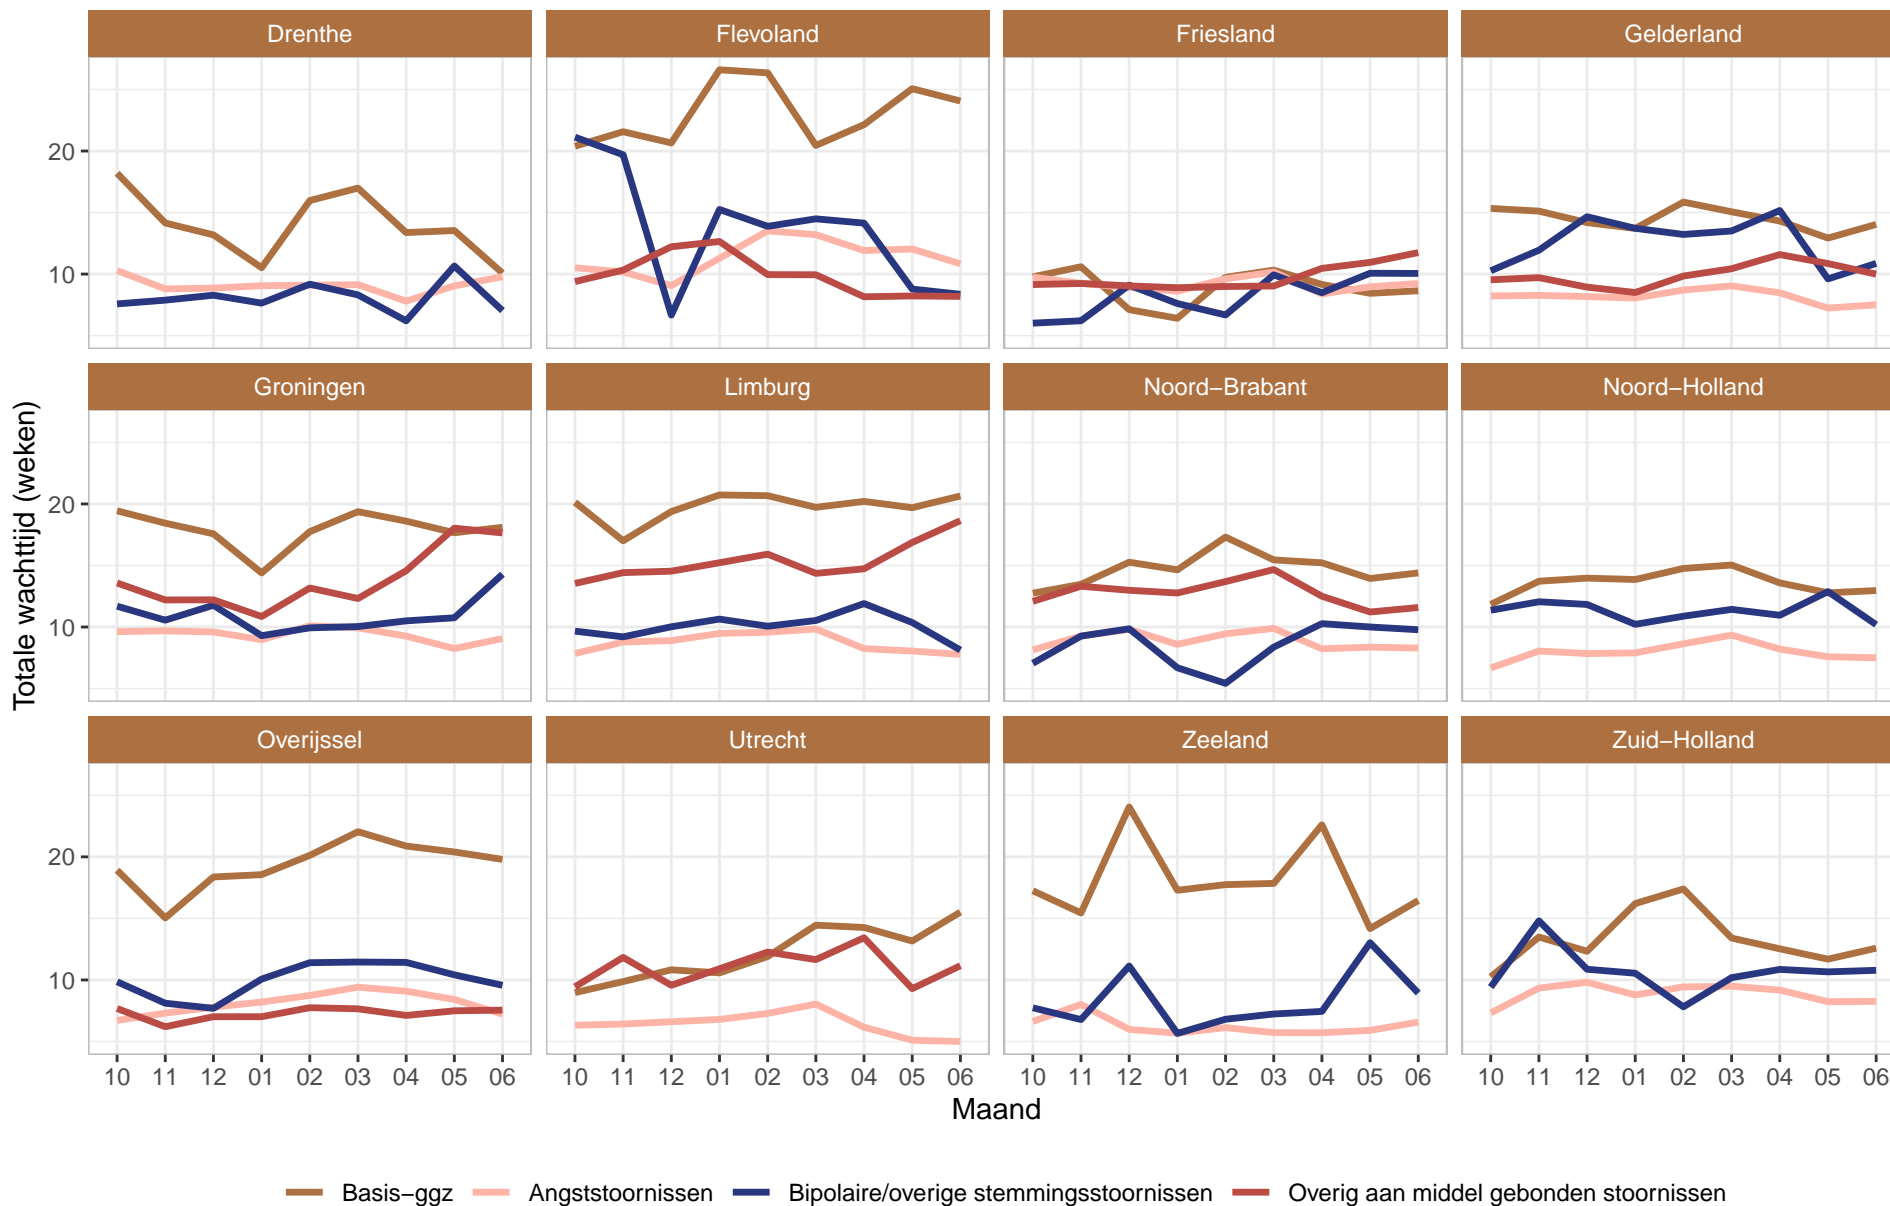 Drenthe Flevoland Friesland Gelderland
20
10
Groningen Limburg Noord−Brabant Noord−Holland
20
10
Totale wachttijd (weken)
Overijssel Utrecht Zeeland Zuid−Holland
20
10
10 11 12 01 02 03 04 05 06 10 11 12 01 02 03 04 05 06 10 11 12 01 02 03 04 05 06 10 11 12 01 02 03 04 05 06
Maand
Basis−ggz Angststoornissen Bipolaire/overige stemmingsstoornissen Overig aan middel gebonden stoornissen